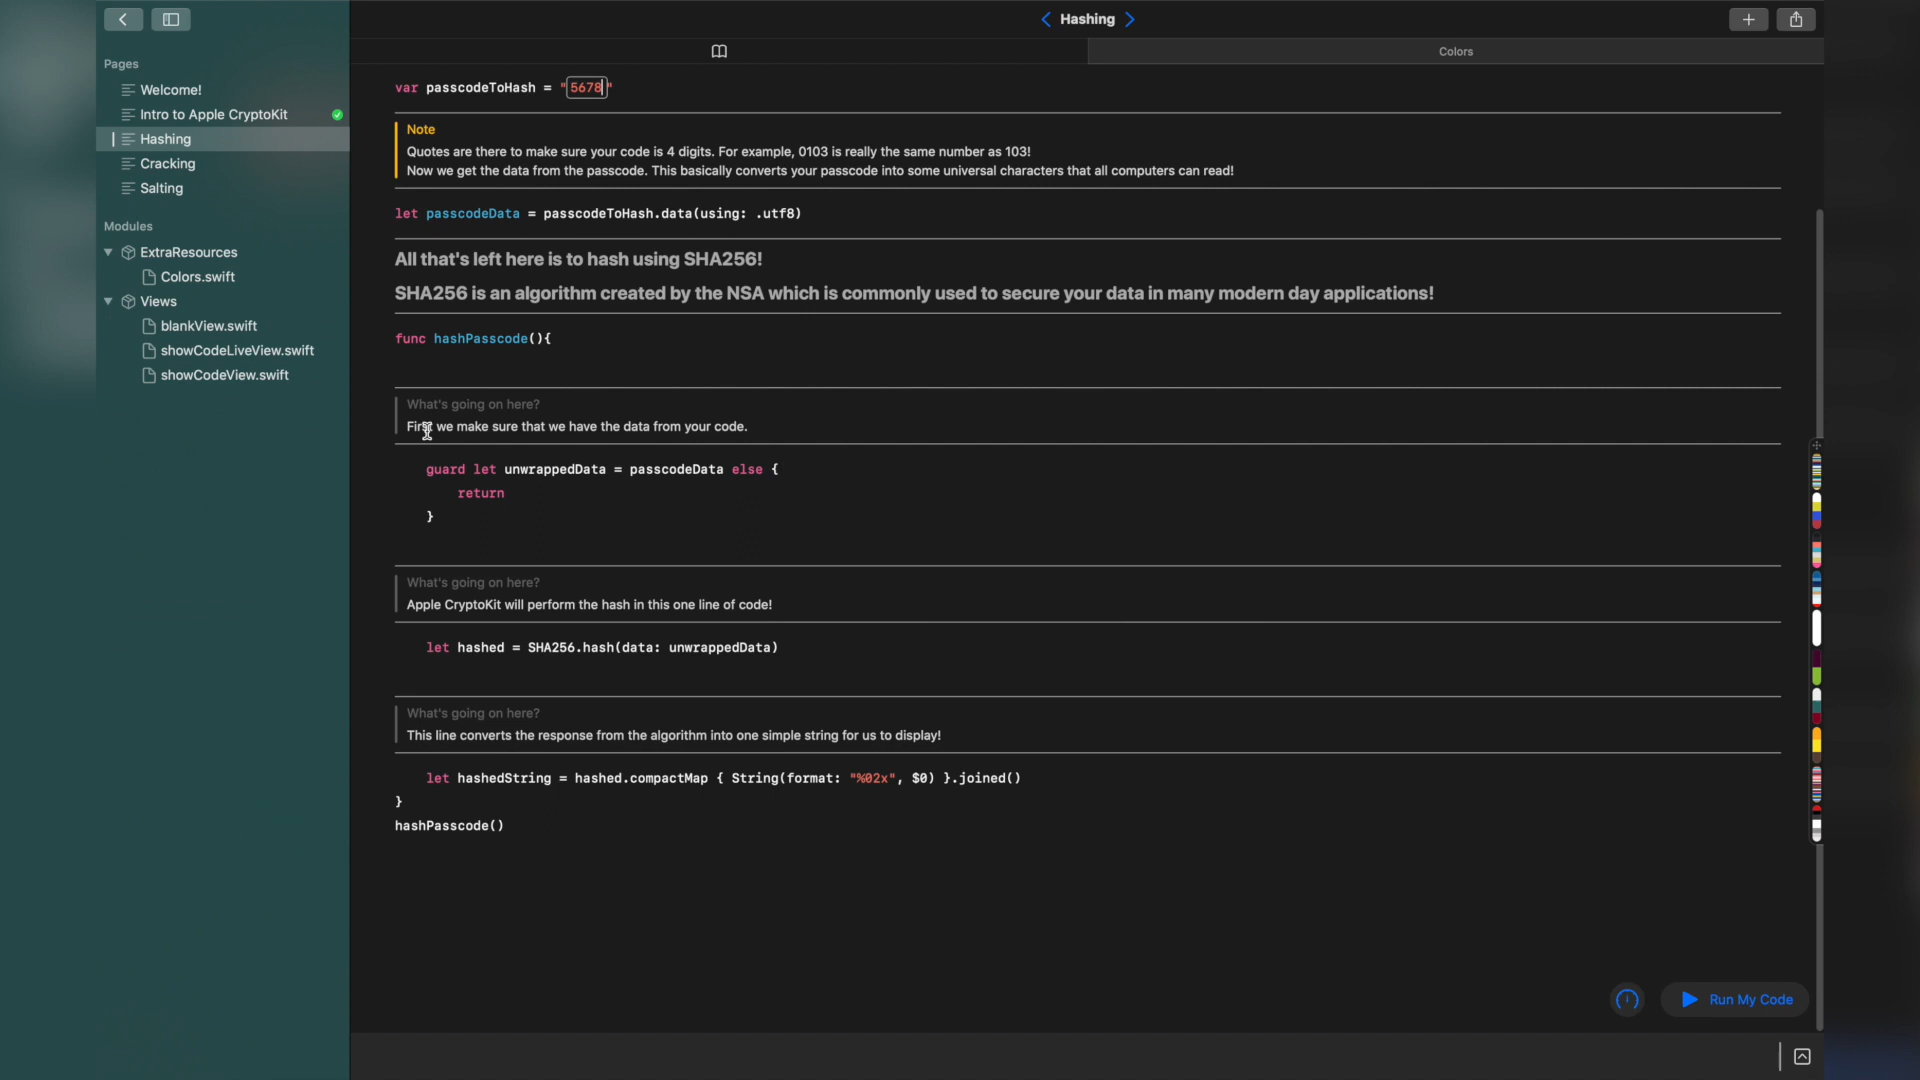 Pages
Welcome!
Intro to Apple CryptoKit
Hashing
Cracking
Salting
Modules
ExtraResources
Colors.swift
Views
blankView.swift
showCodeLiveView.swift
showCodeView.swift
Hashing
Colors
var passcodeToHash = "5678"
Note
Quotes are there to make sure your code is 4 digits. For example, 0103 is really the same number as 103!
Now we get the data from the passcode. This basically converts your passcode into some universal characters that all computers can read!
let passcodeData = passcodeToHash.data(using: .utf8)
All that's left here is to hash using SHA256!
SHA256 is an algorithm created by the NSA which is commonly used to secure your data in many modern day applications!
func hashPasscode(){
What's going on here?
First we make sure that we have the data from your code.
guard let unwrappedData = passcodeData else {
return
}
What's going on here?
Apple CryptoKit will perform the hash in this one line of code!
let hashed = SHA256.hash(data: unwrappedData)
What's going on here?
This line converts the response from the algorithm into one simple string for us to display!
let hashedString = hashed.compactMap { String(format: "%02x", $0) }.joined()
}
hashPasscode()
Run My Code